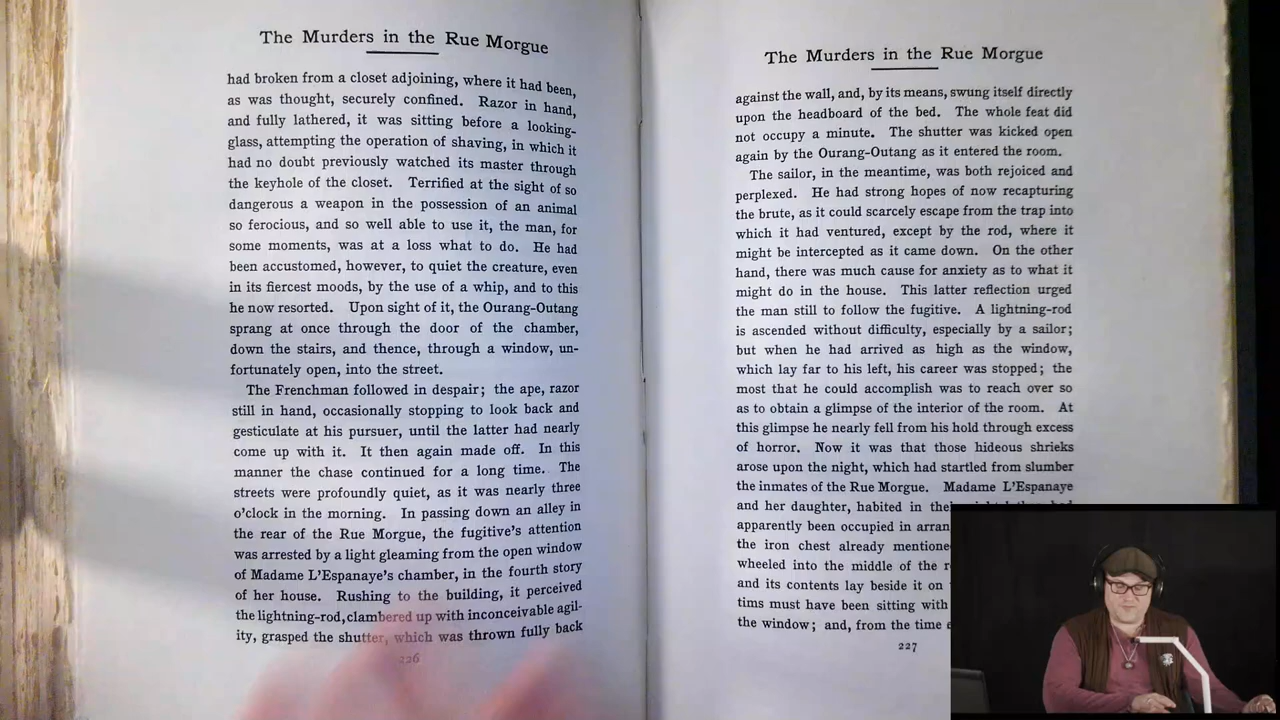 The Murders in the Rue Morgue
had broken from a closet adjoining, where it had been,
as was thought, securely confined. Razor in hand,
and fully lathered, it was sitting before a looking-
glass, attempting the operation of shaving, in which it
had no doubt previously watched its master through
the keyhole of the closet. Terrified at the sight of so
dangerous a weapon in the possession of an animal
so ferocious, and so well able to use it, the man, for
some moments, was at a loss what to do. He had
been accustomed, however, to quiet the creature, even
in its fiercest moods, by the use of a whip, and to this
he now resorted. Upon sight of it, the Ourang-Outang
sprang at once through the door of the chamber,
down the stairs, and thence, through a window, un-
fortunately open, into the street.
The Frenchman followed in despair; the ape, razor
still in hand, occasionally stopping to look back and
gesticulate at his pursuer, until the latter had nearly
come up with it. It then again made off. In this
manner the chase continued for a long time. The
streets were profoundly quiet, as it was nearly three
o'clock in the morning. In passing down an alley in
the rear of the Rue Morgue, the fugitive's attention
was arrested by a light gleaming from the open window
of Madame L'Espanaye's chamber, in the fourth story
of her house. Rushing to the building, it perceived
the lightning-rod, clambered up with inconceivable agil-
ity, grasped the shutter, which was thrown fully back
226
The Murders in the Rue Morgue
against the wall, and, by its means, swung itself directly
upon the headboard of the bed. The whole feat did
not occupy a minute. The shutter was kicked open
again by the Ourang-Outang as it entered the room.
The sailor, in the meantime, was both rejoiced and
perplexed. He had strong hopes of now recapturing
the brute, as it could scarcely escape from the trap into
which it had ventured, except by the rod, where it
might be intercepted as it came down. On the other
hand, there was much cause for anxiety as to what it
might do in the house. This latter reflection urged
the man still to follow the fugitive. A lightning-rod
is ascended without difficulty, especially by a sailor;
but when he had arrived as high as the window,
which lay far to his left, his career was stopped; the
most that he could accomplish was to reach over so
as to obtain a glimpse of the interior of the room. At
this glimpse he nearly fell from his hold through excess
of horror. Now it was that those hideous shrieks
arose upon the night, which had startled from slumber
the inmates of the Rue Morgue. Madame L'Espanaye
and her daughter, habited in their
apparently been occupied in
the iron chest already
wheeled into the middle of the
and its contents lay beside it on
tims must have been sitting with
the window; and, from the time
227